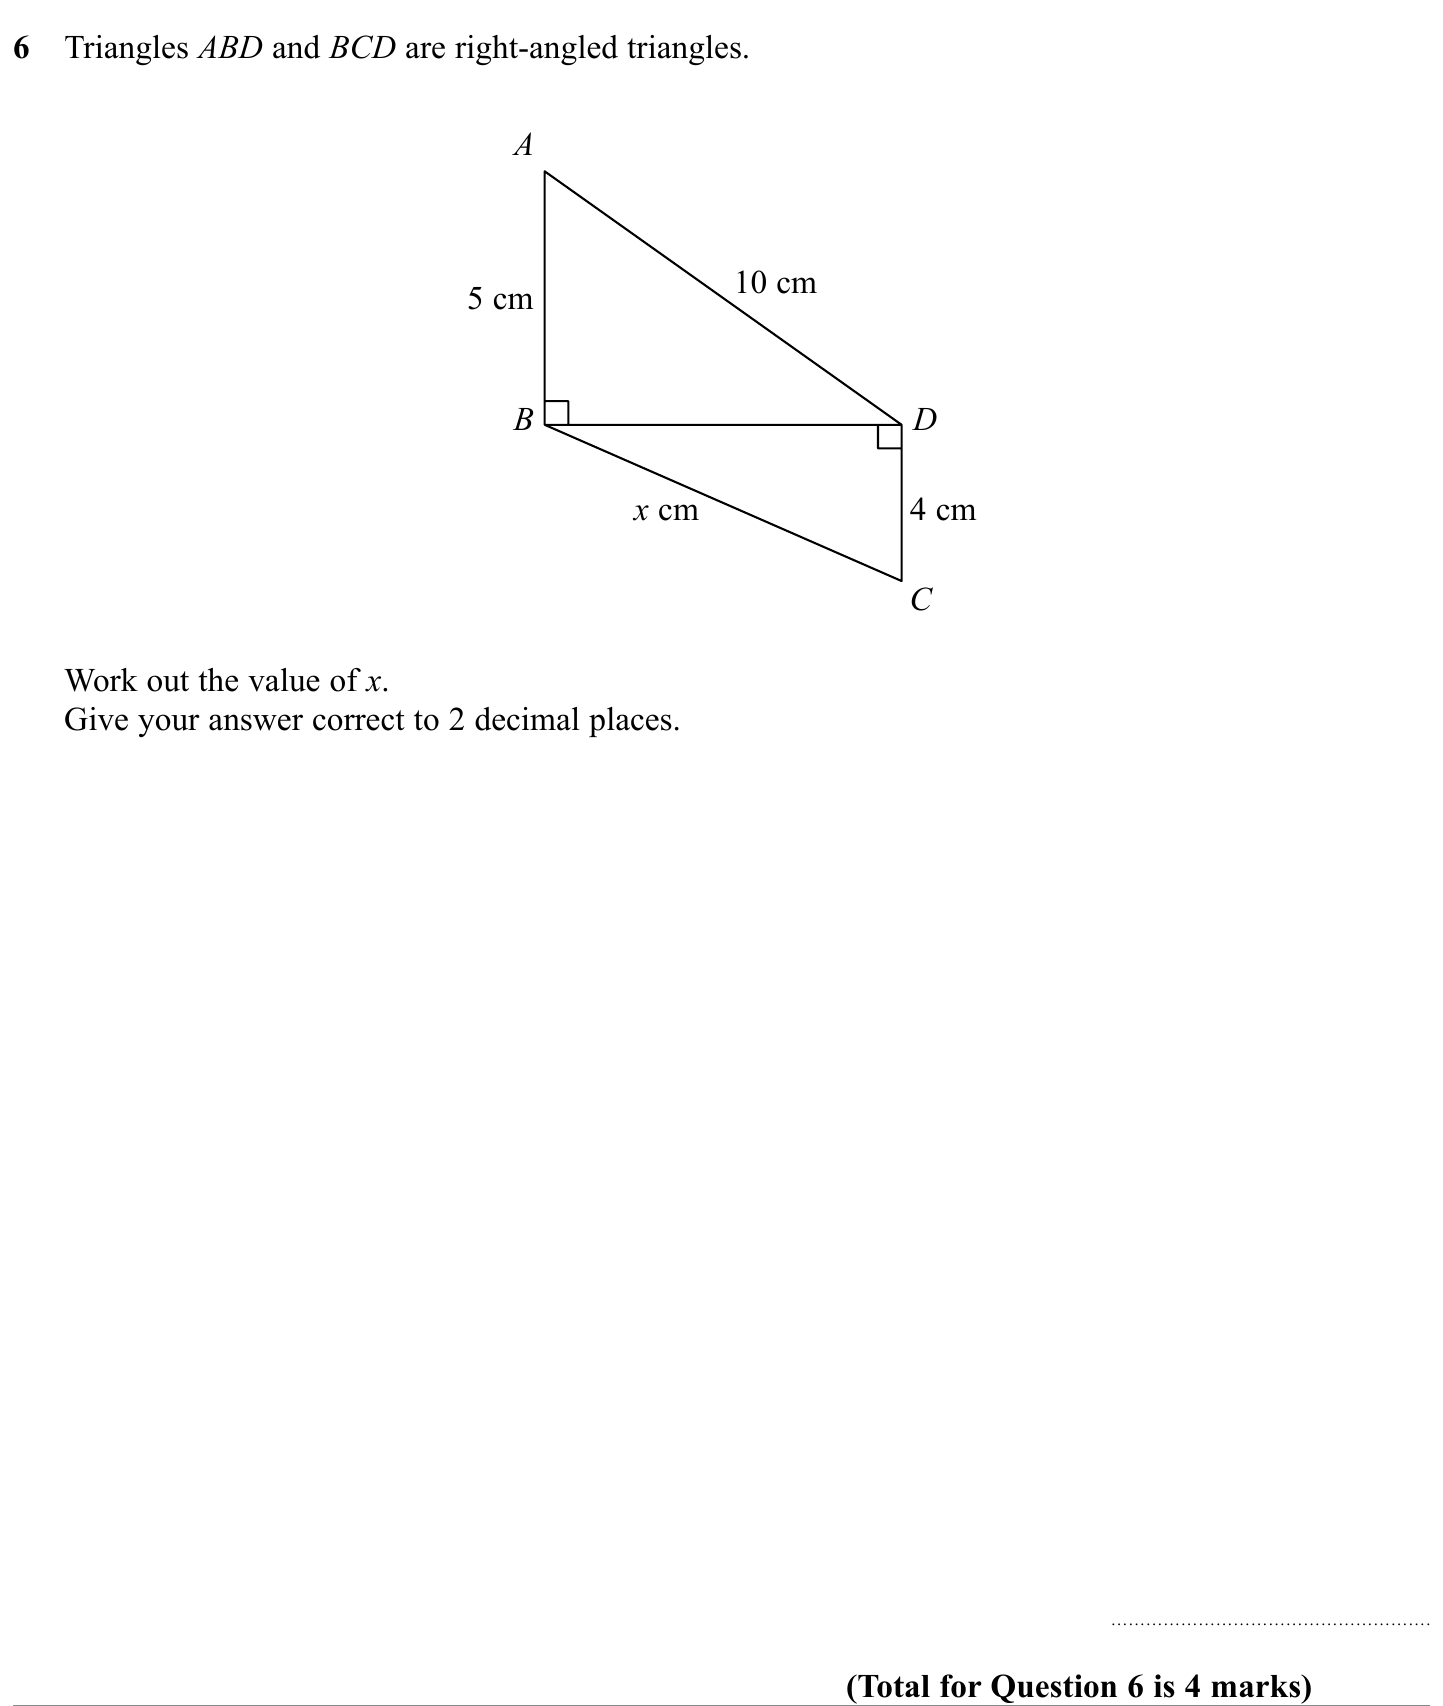 6 Triangles ABD and BCD are right-angled triangles.
A
10 cm
5 cm
B
D
x cm
4 cm
C
Work out the value of x.
Give your answer correct to 2 decimal places.
(Total for Question 6 is 4 marks)